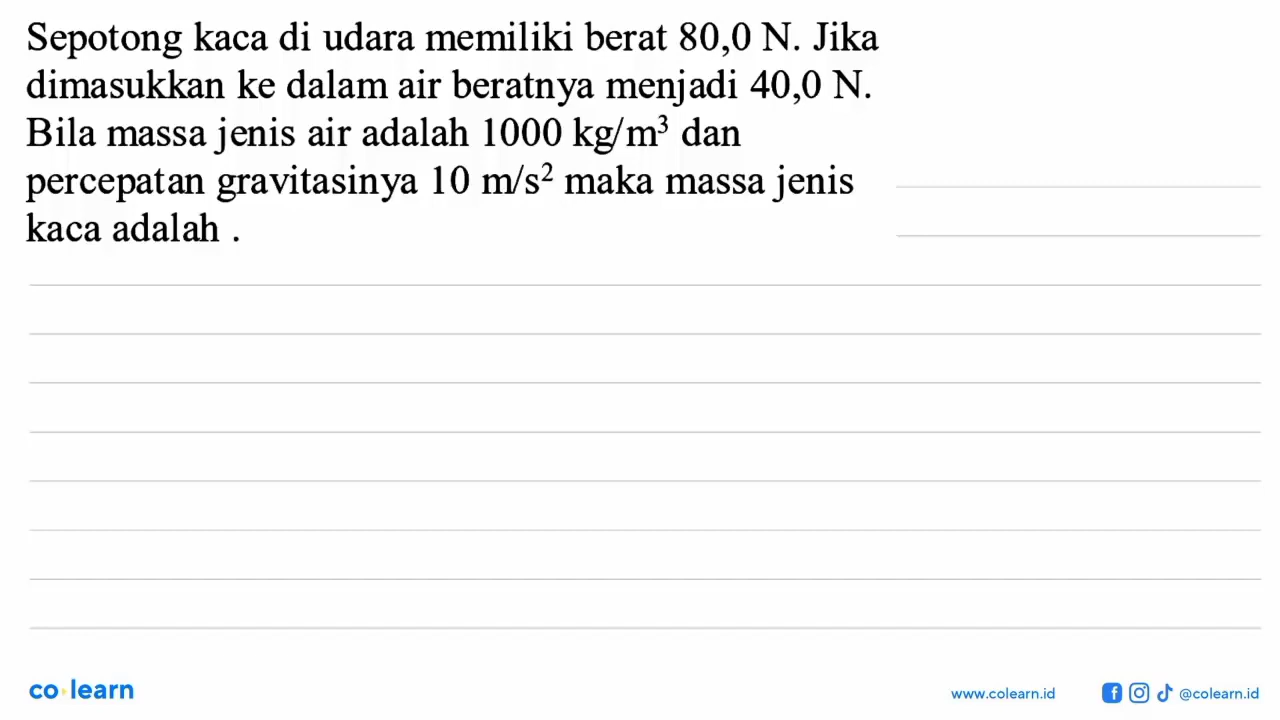 Sepotong kaca di udara memiliki berat 80,0 N. Jika
dimasukkan ke dalam air beratnya menjadi 40,0 N.
Bila massa jenis air adalah 1000 kg/m³ dan
percepatan gravitasinya 10 m/s² maka massa jenis
kaca adalah .
co learn
www.colearn.id
@colearn.id